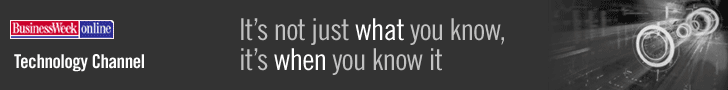 BusinessWeek online
Technology Channel
It's not just what you know,
it's when you know it